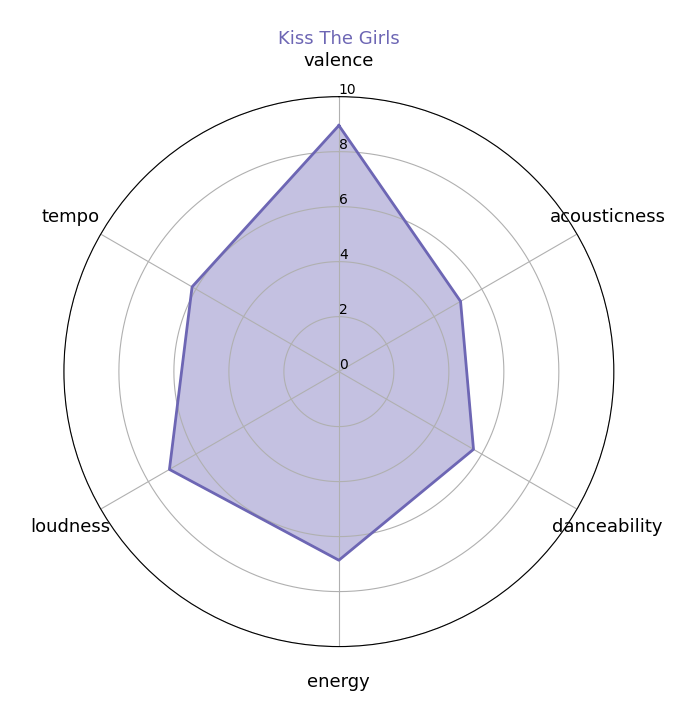 Kiss The Girls
valence
10
8
tempo
acousticness
6
4
2
0
loudness
danceability
energy